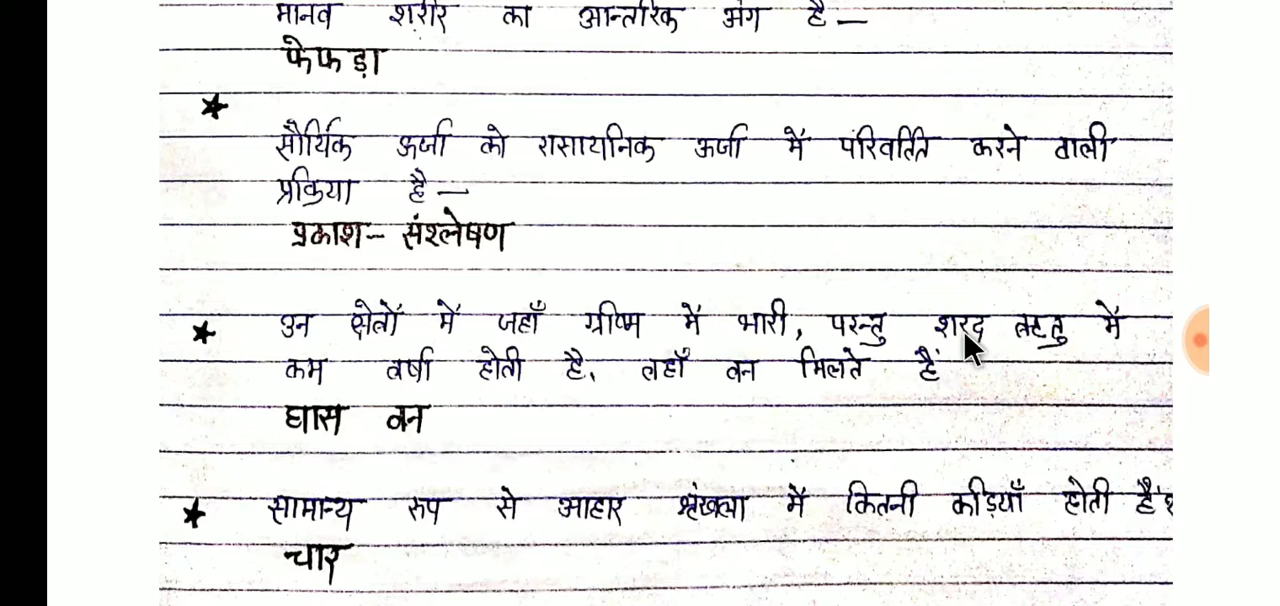 मानव शरीर का आन्तरिक अंग है –
फेफड़ा
सौर्यिक ऊर्जा को रासायनिक ऊर्जा में परिवर्तित करने वाली
प्रक्रिया है –
प्रकाश - संश्लेषण
उन क्षेत्रों में जहाँ ग्रीष्म में भारी, परन्तु शरद ऋतु में
कम वर्षा होती है, वहाँ वन मिलते हैं
घास वन
सामान्य रुप से आहार श्रृंखला में कितनी कड़ियाँ होती हैं?
चार